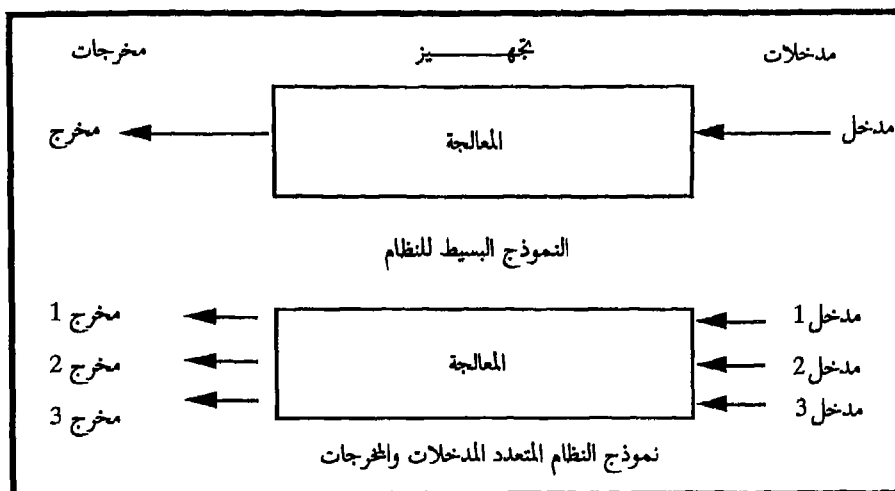 مدخلات تجهـــــــيز مخرجات
مدخل المعالجة مخرج
النموذج البسيط للنظام
مدخل 1 مخرج 1
مدخل 2 المعالجة مخرج 2
مدخل 3 مخرج 3
نموذج النظام المتعدد المدخلات والمخرجات